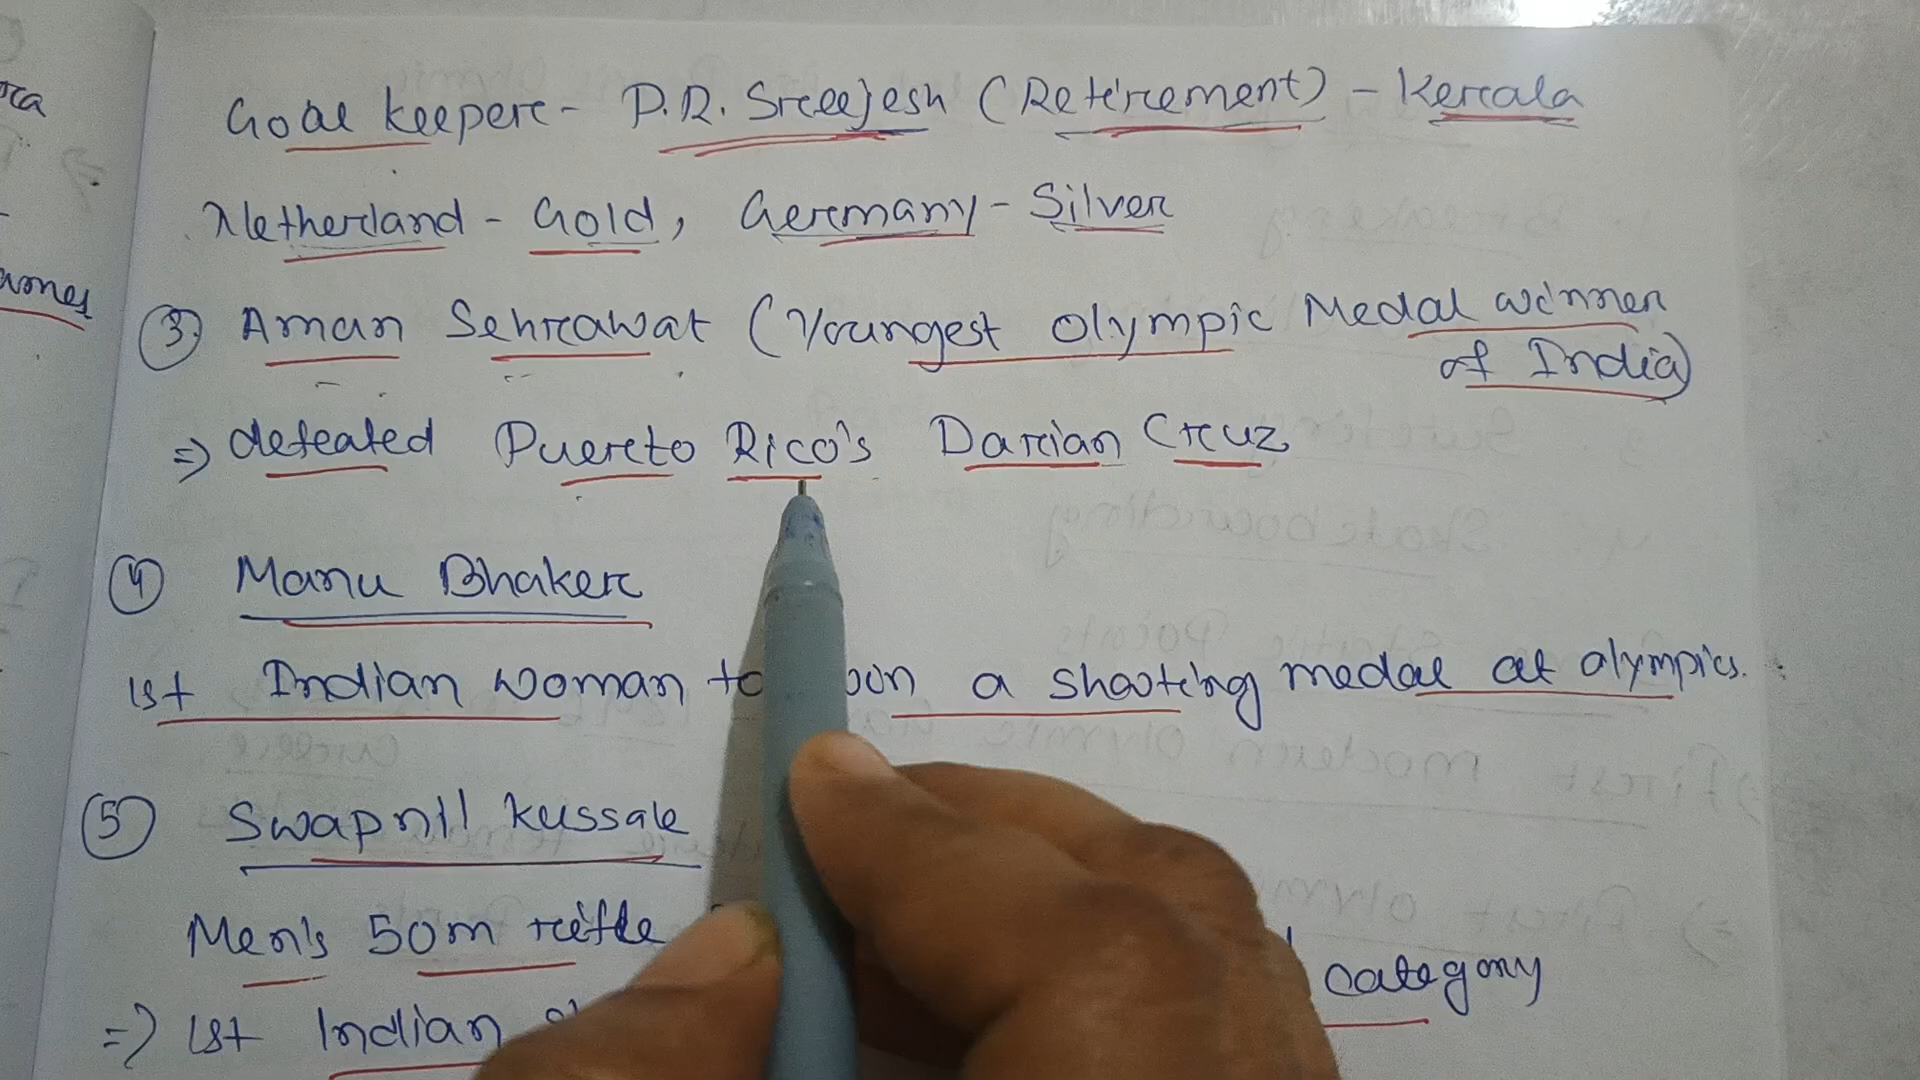 Goal keeper - P.R. Sreejesh (Retirement) - Kerala
Netherland - Gold, Germany - Silver
③ Aman Sehrawat (Youngest Olympic Medal winner
of India)
⇒ defeated Puerto Rico's Darian Cruz
④ Manu Bhaker
1st Indian woman to win a shooting medal at olympics.
⑤ Swapnil kussale
Men's 50m rifle
category
⇒ 1st Indian